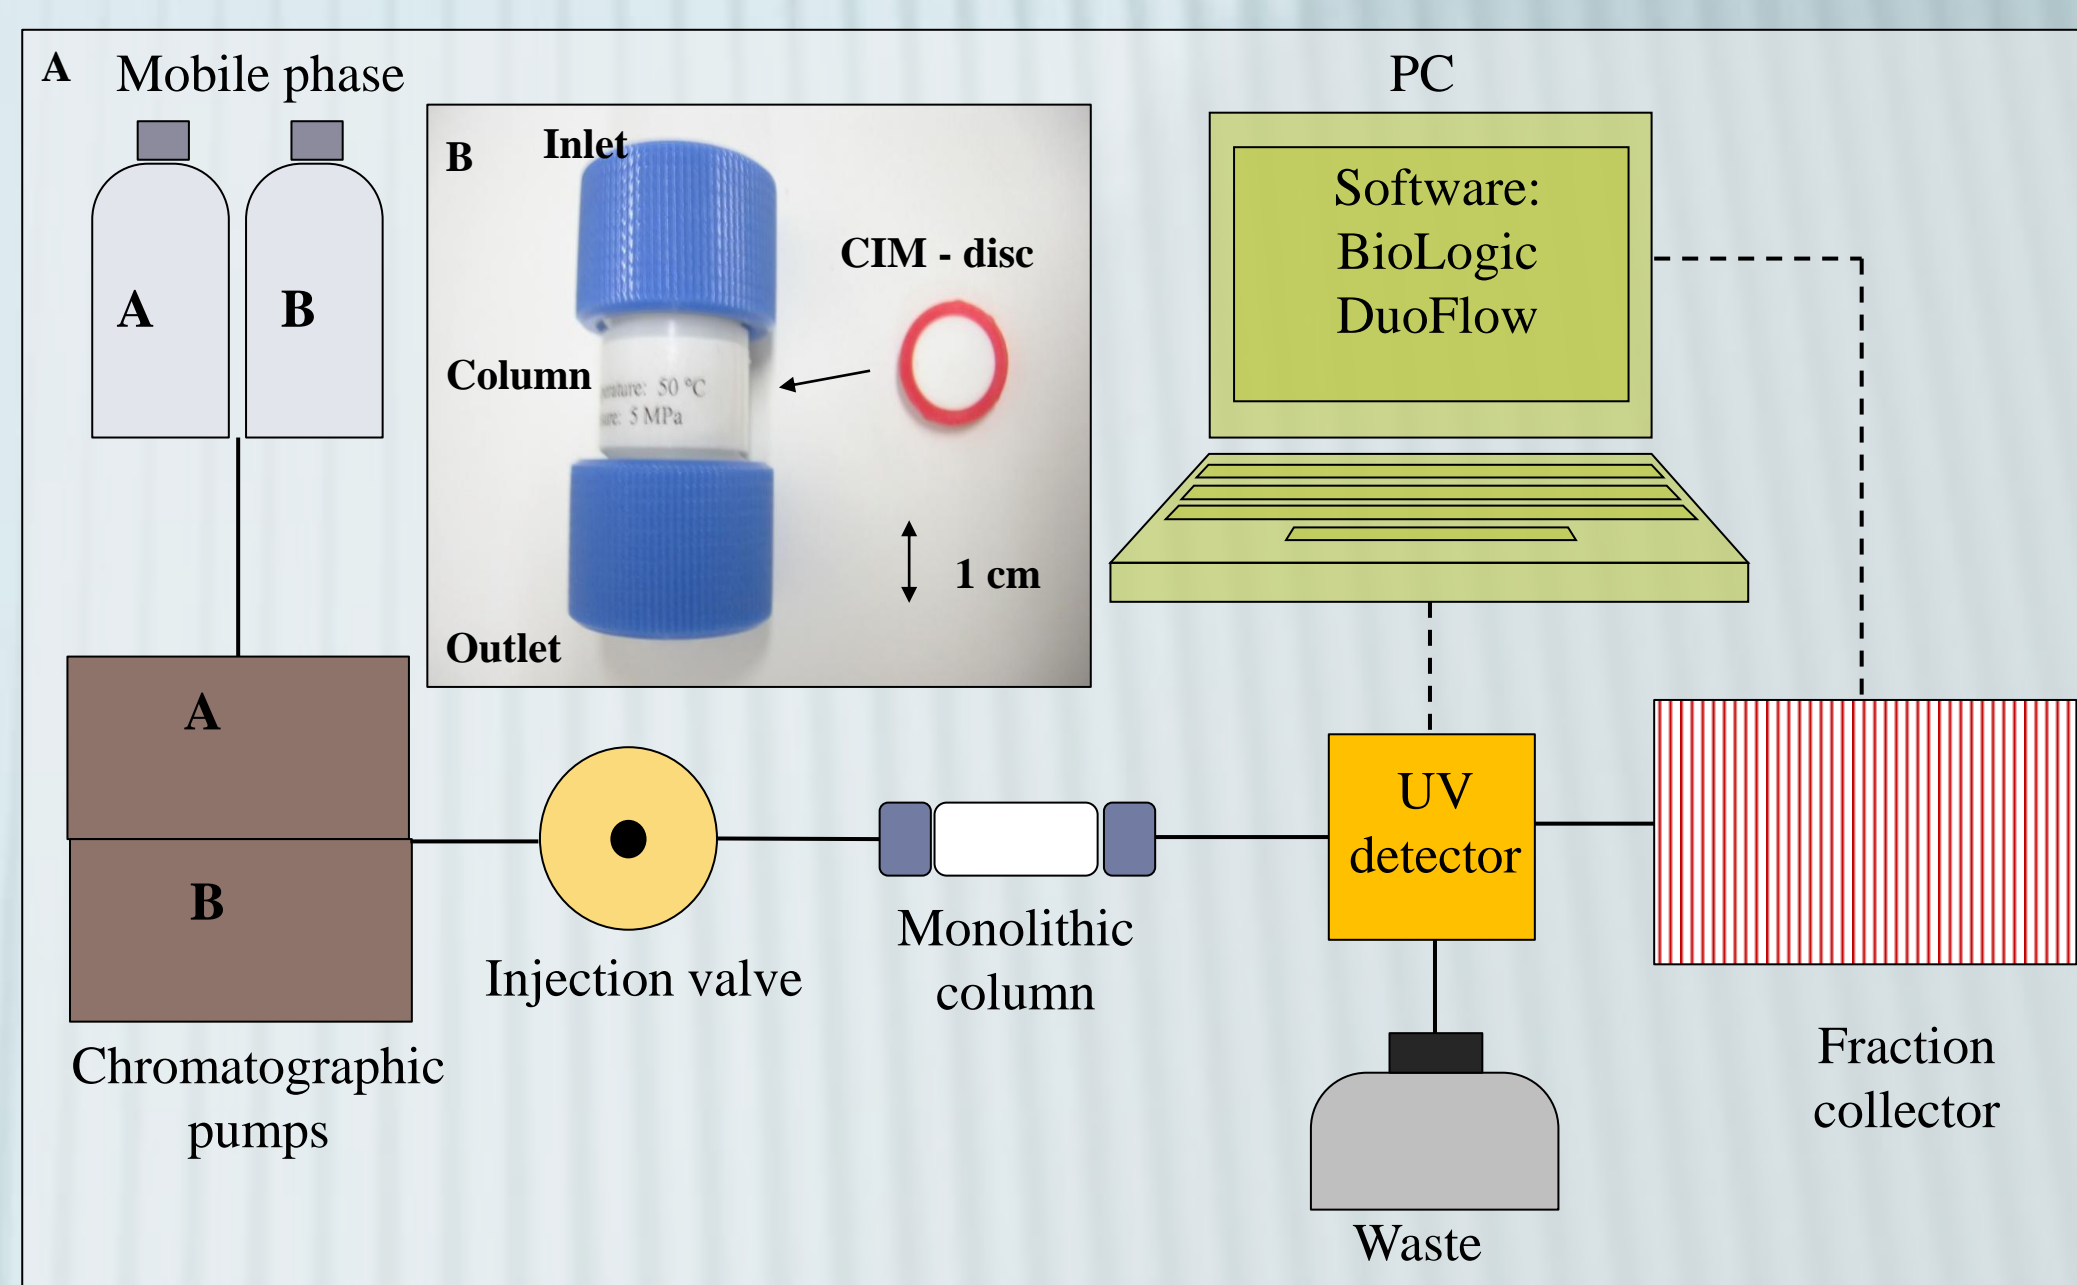 A
Mobile phase
A
B
B
Inlet
CIM - disc
Column
50 °C
5 MPa
1 cm
Outlet
PC
Software:
BioLogic
DuoFlow
A
B
Chromatographic
pumps
Injection valve
Monolithic
column
UV
detector
Waste
Fraction
collector